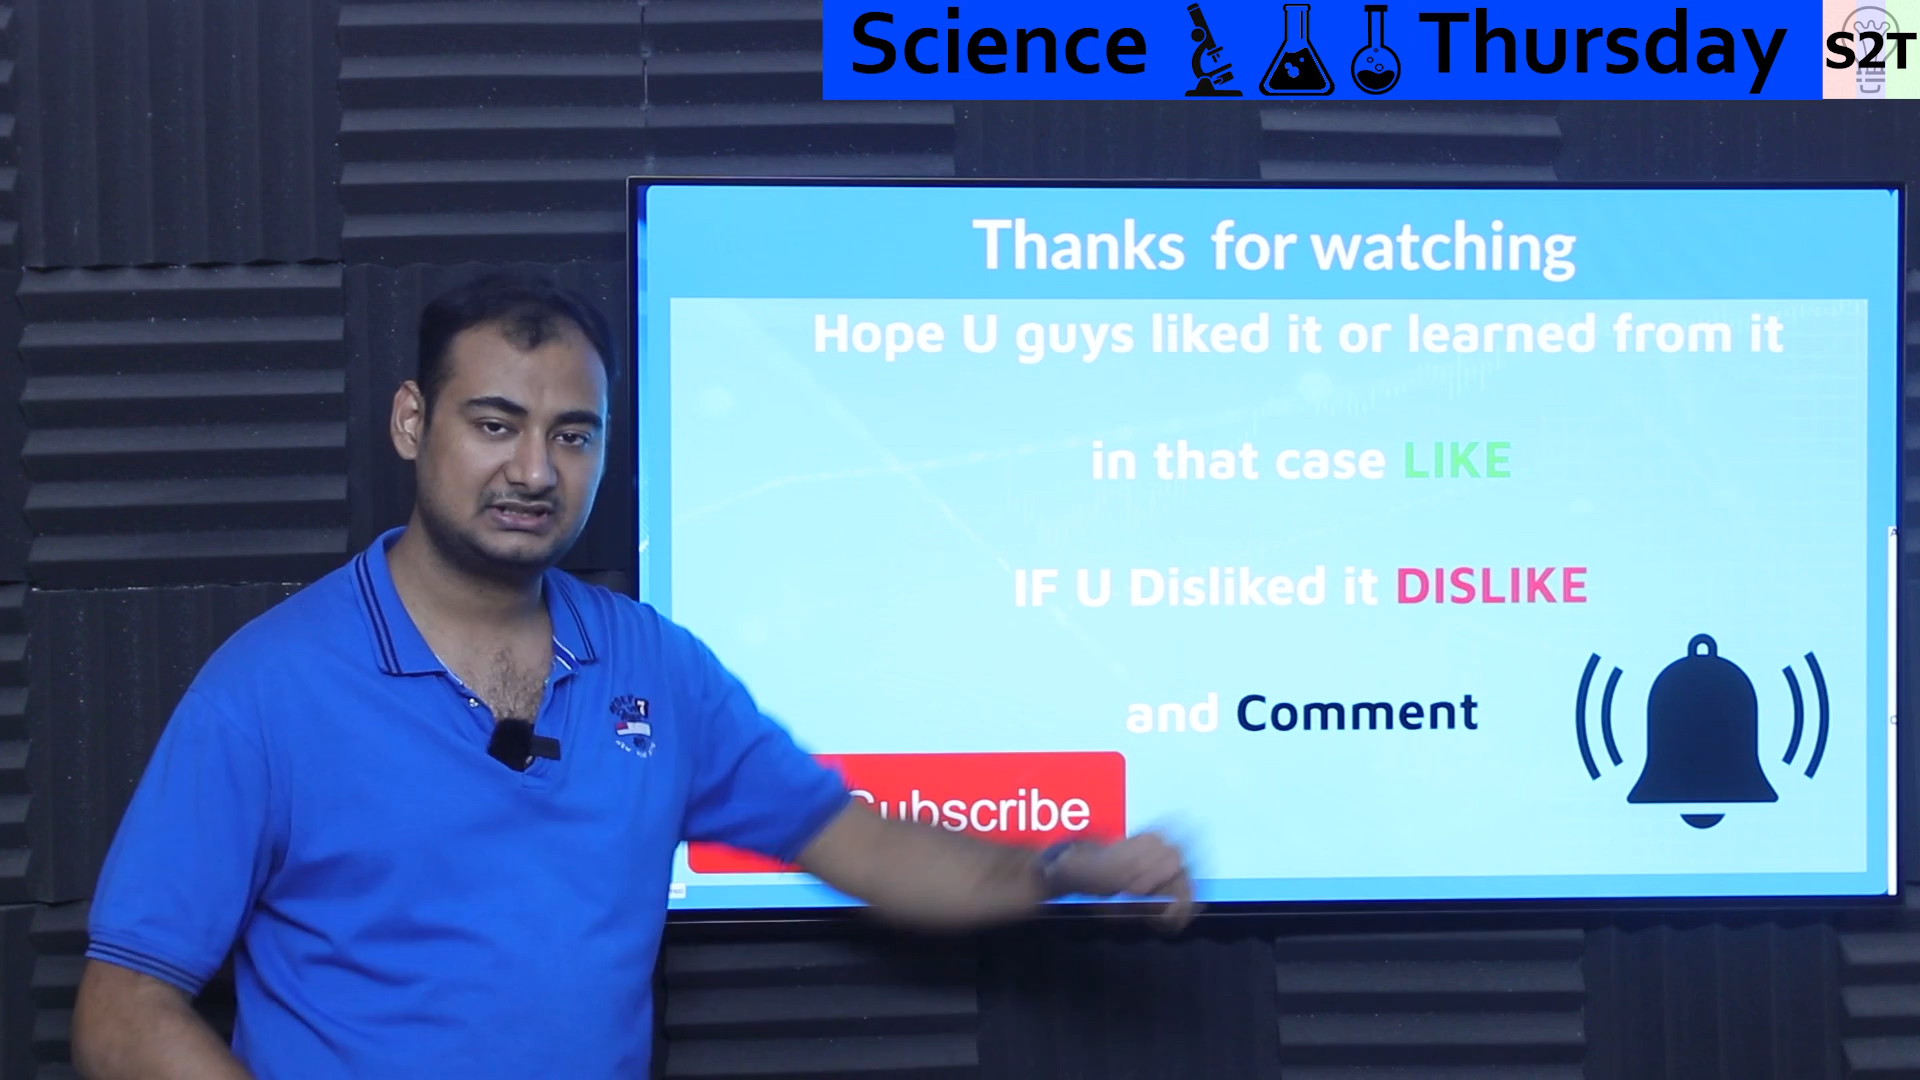 Science Thursday
S2T
Thanks for watching
Hope U guys liked it or learned from it
in that case LIKE
IF U Disliked it DISLIKE
and Comment
Subscribe